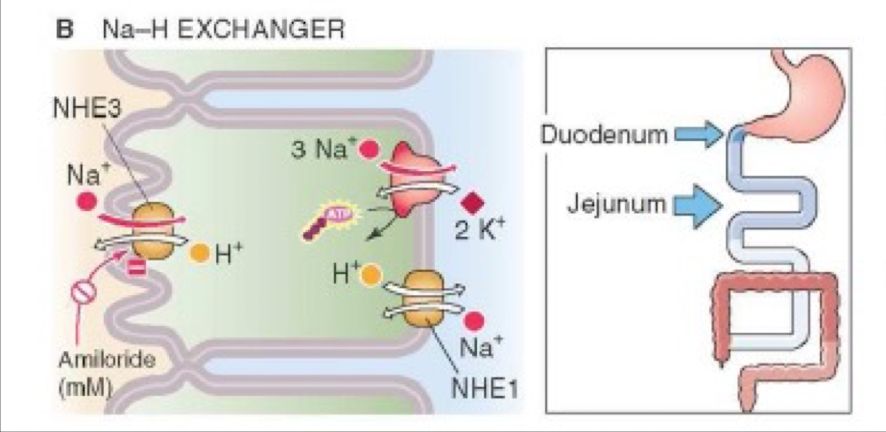 B Na–H EXCHANGER
NHE3
Na⁺
H⁺
Amiloride
(mM)
3 Na⁺
ATP
2 K⁺
H⁺
Na⁺
NHE1
Duodenum
Jejunum